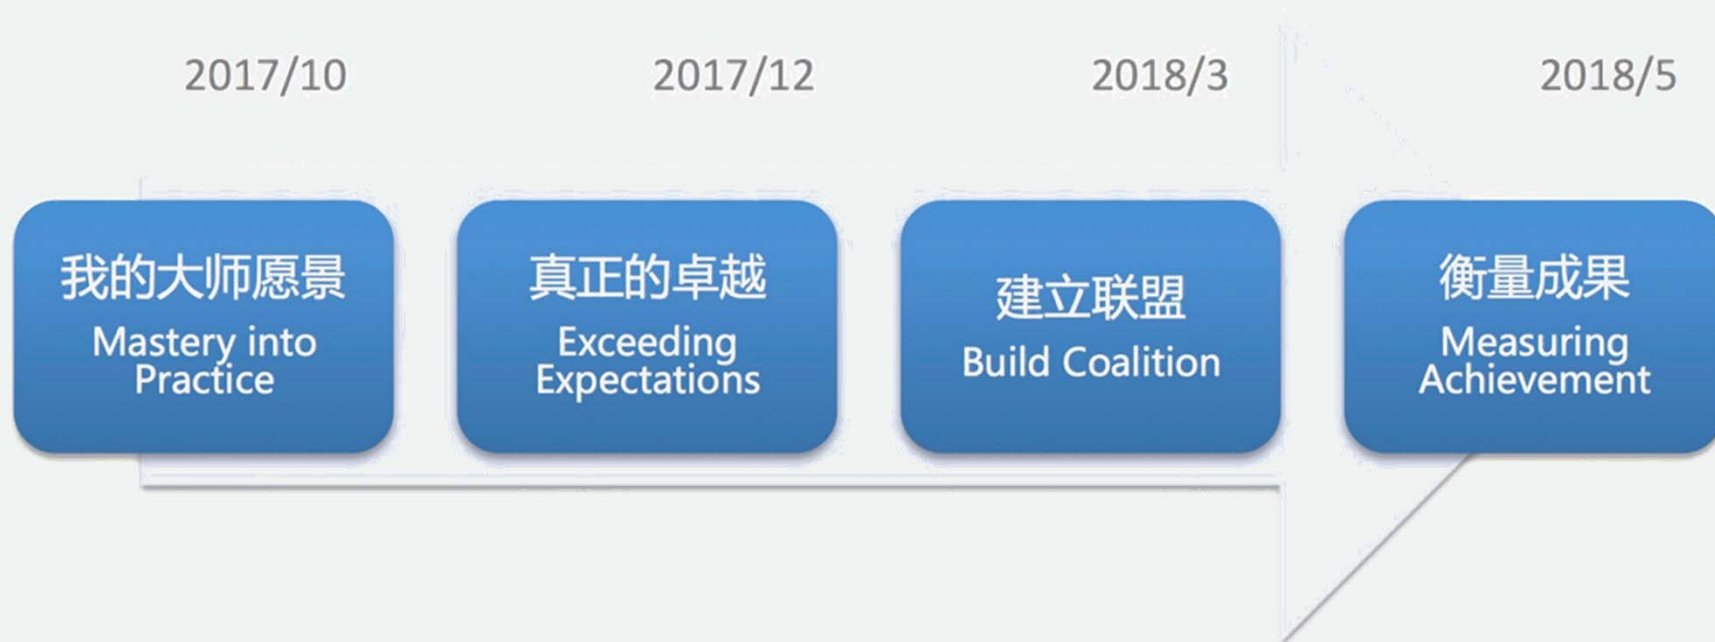 2017/10
2017/12
2018/3
2018/5
我的大师愿景
Mastery into
Practice
真正的卓越
Exceeding
Expectations
建立联盟
Build Coalition
衡量成果
Measuring
Achievement